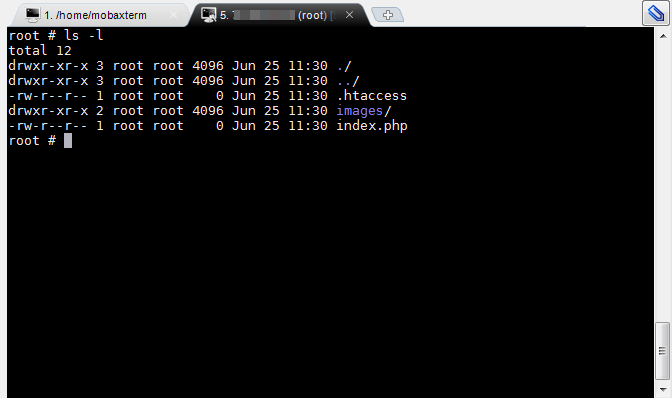 1. /home/mobaxterm
5. (root)
root # ls -l
total 12
drwxr-xr-x 3 root root 4096 Jun 25 11:30 ./
drwxr-xr-x 3 root root 4096 Jun 25 11:30 ../
-rw-r--r-- 1 root root    0 Jun 25 11:30 .htaccess
drwxr-xr-x 2 root root 4096 Jun 25 11:30 images/
-rw-r--r-- 1 root root    0 Jun 25 11:30 index.php
root #